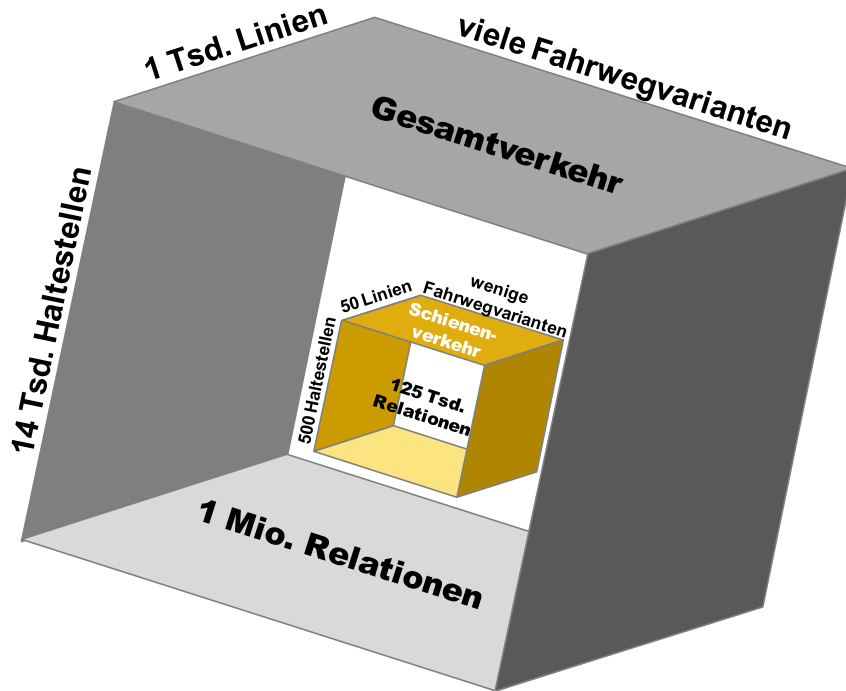 1 Tsd. Linien
viele Fahrwegvarianten
Gesamtverkehr
14 Tsd. Haltestellen
50 Linien
wenige
Fahrwegvarianten
Schienen-
verkehr
500 Haltestellen
125 Tsd.
Relationen
1 Mio. Relationen